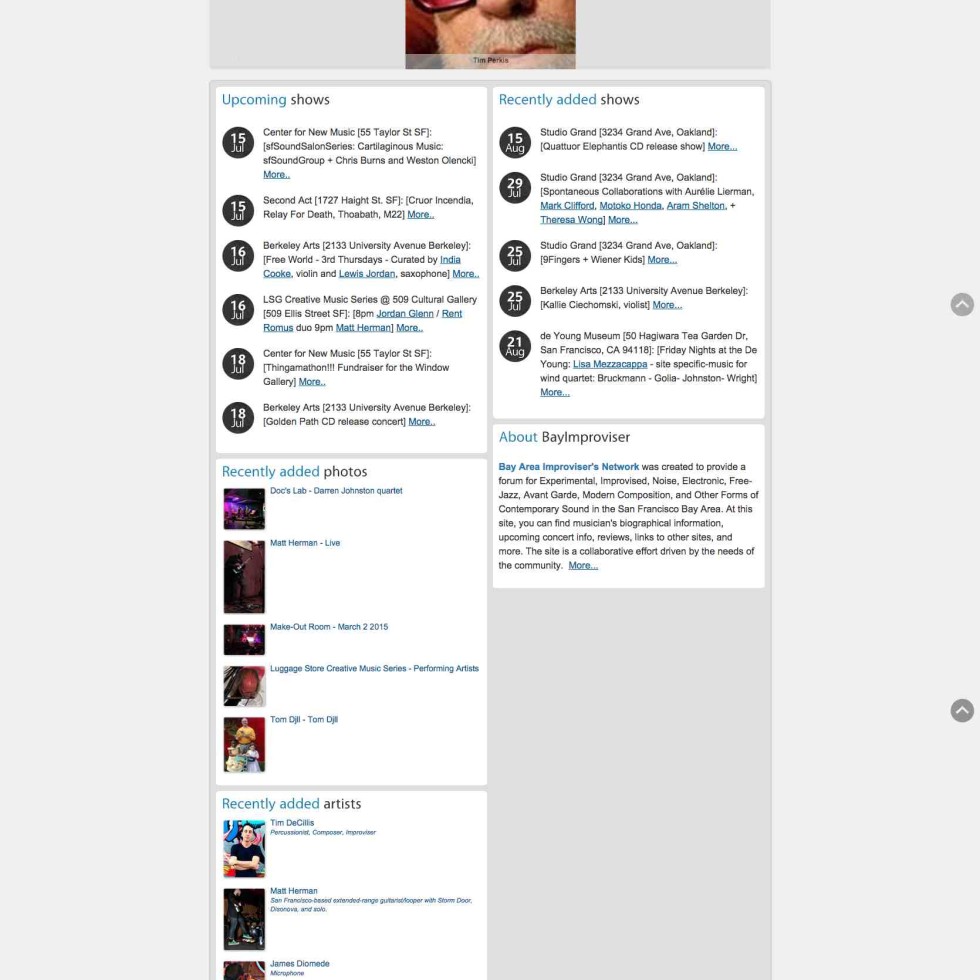 Tim Perkis
Upcoming shows
15
Jul
Center for New Music [55 Taylor St SF]:
[sfSoundSalonSeries: Cartilaginous Music:
sfSoundGroup + Chris Burns and Weston Olencki]
More..
15
Jul
Second Act [1727 Haight St. SF]: [Cruor Incendia,
Relay For Death, Thoabath, M22] More..
16
Jul
Berkeley Arts [2133 University Avenue Berkeley]:
[Free World - 3rd Thursdays - Curated by India
Cooke, violin and Lewis Jordan, saxophone] More..
16
Jul
LSG Creative Music Series @ 509 Cultural Gallery
[509 Ellis Street SF]: [8pm Jordan Glenn / Rent
Romus duo 9pm Matt Herman] More..
18
Jul
Center for New Music [55 Taylor St SF]:
[Thingamathon!!! Fundraiser for the Window
Gallery] More..
18
Jul
Berkeley Arts [2133 University Avenue Berkeley]:
[Golden Path CD release concert] More..
Recently added photos
Doc's Lab - Darren Johnston quartet
Matt Herman - Live
Make-Out Room - March 2 2015
Luggage Store Creative Music Series - Performing Artists
Tom Djll - Tom Djll
Recently added artists
Tim DeCillis
Percussionist, Composer, Improviser
Matt Herman
San Francisco-based extended-range guitarist/looper with Storm Door,
Disonova, and solo.
James Diomede
Microphone
Recently added shows
15
Aug
Studio Grand [3234 Grand Ave, Oakland]:
[Quattuor Elephantis CD release show] More...
29
Jul
Studio Grand [3234 Grand Ave, Oakland]:
[Spontaneous Collaborations with Aurélie Lierman,
Mark Clifford, Motoko Honda, Aram Shelton, +
Theresa Wong] More...
25
Jul
Studio Grand [3234 Grand Ave, Oakland]:
[9Fingers + Wiener Kids] More...
25
Jul
Berkeley Arts [2133 University Avenue Berkeley]:
[Kallie Ciechomski, violist] More...
21
Aug
de Young Museum [50 Hagiwara Tea Garden Dr,
San Francisco, CA 94118]: [Friday Nights at the De
Young: Lisa Mezzacappa - site specific-music for
wind quartet: Bruckmann - Golia- Johnston- Wright]
More...
About BayImproviser
Bay Area Improviser's Network was created to provide a
forum for Experimental, Improvised, Noise, Electronic, Free-
Jazz, Avant Garde, Modern Composition, and Other Forms of
Contemporary Sound in the San Francisco Bay Area. At this
site, you can find musician's biographical information,
upcoming concert info, reviews, links to other sites, and
more. The site is a collaborative effort driven by the needs of
the community. More...